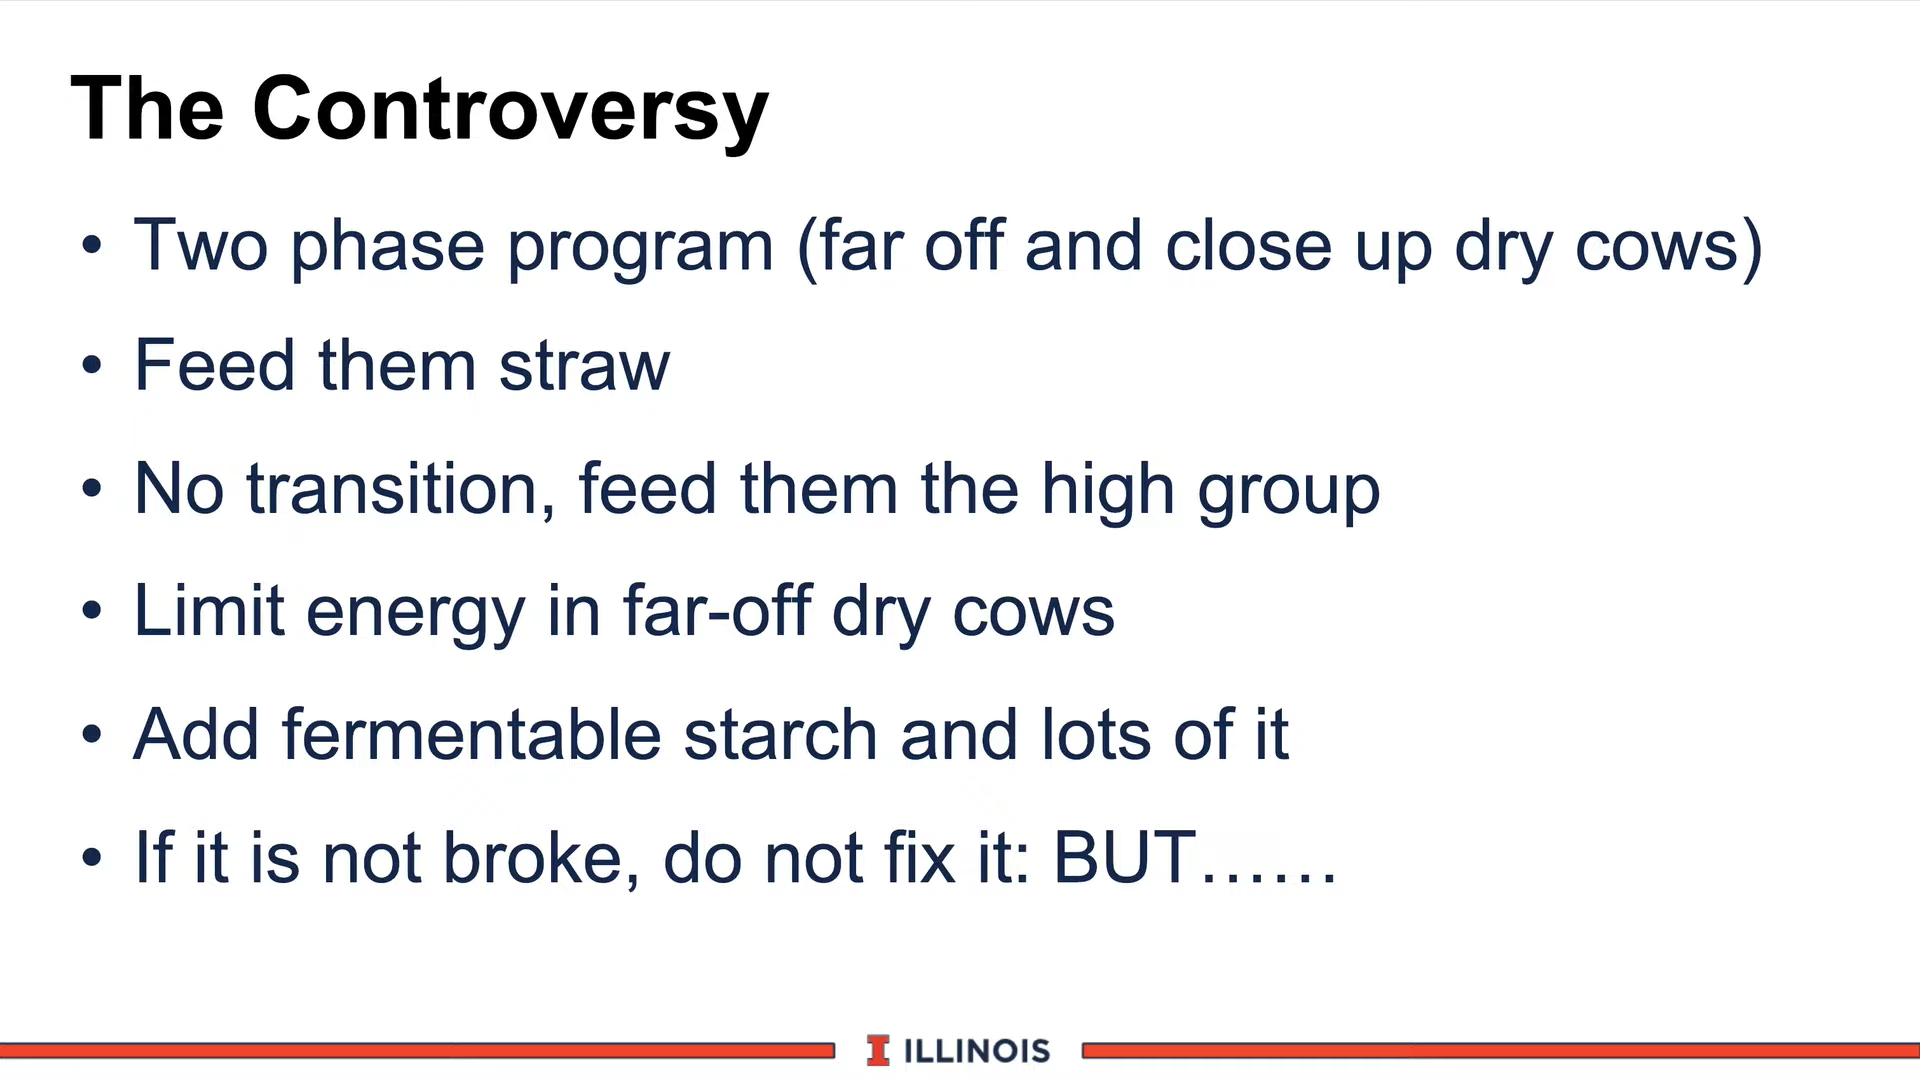 The Controversy
• Two phase program (far off and close up dry cows)
• Feed them straw
• No transition, feed them the high group
• Limit energy in far-off dry cows
• Add fermentable starch and lots of it
• If it is not broke, do not fix it: BUT……
I ILLINOIS